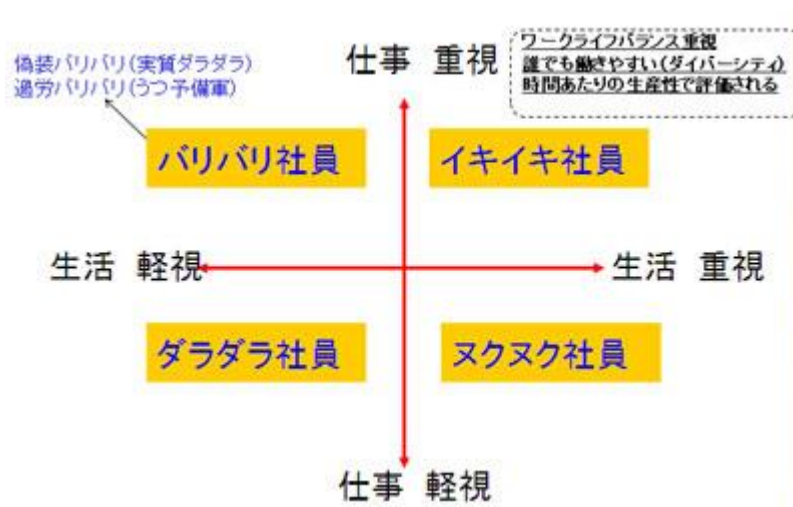 偽装バリバリ(実質ダラダラ)
過労バリバリ(うつ予備軍)
仕事 重視
ワークライフバランス重視
誰でも働きやすい(ダイバーシティ)
時間あたりの生産性で評価される
バリバリ社員
イキイキ社員
生活 軽視
生活 重視
ダラダラ社員
ヌクヌク社員
仕事 軽視